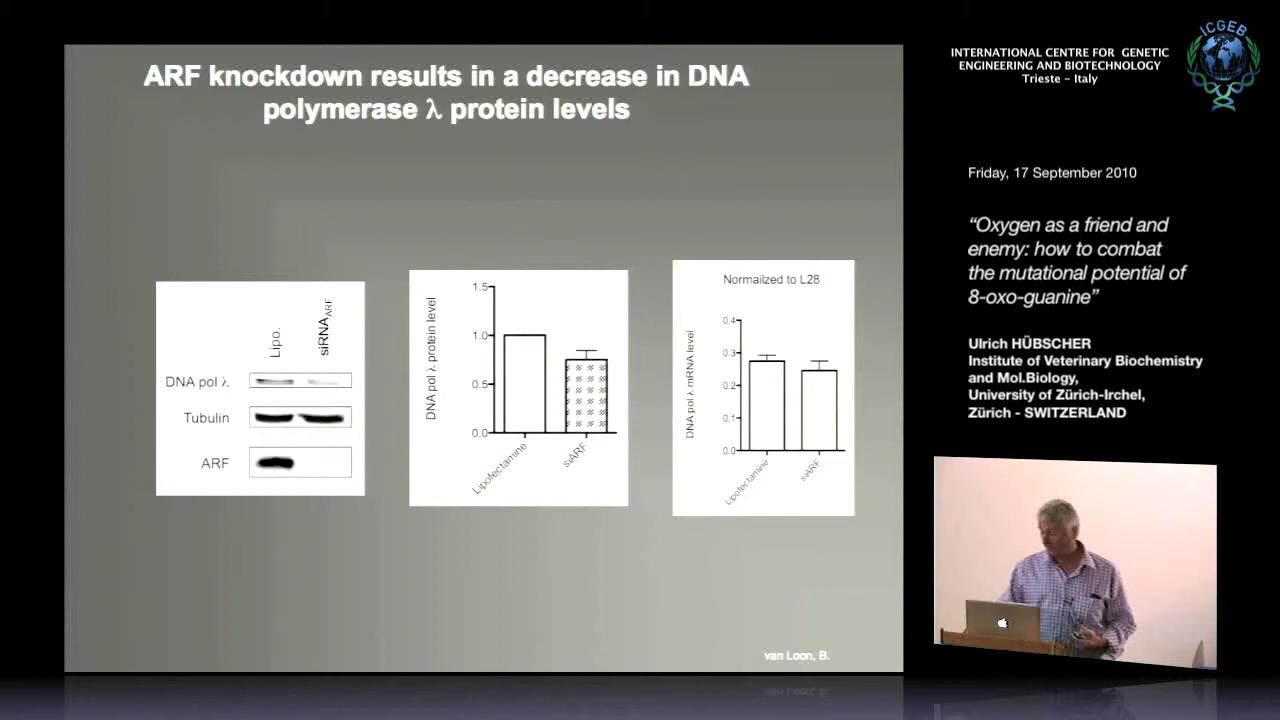 ARF knockdown results in a decrease in DNA
polymerase λ protein levels
Lipo.
siRNAARF
DNA pol λ.
Tubulin
ARF
DNA pol λ protein level
1.5
1.0
0.5
0.0
Lipofectamine
siARF
Normailzed to L28
DNA pol λ mRNA level
0.4
0.3
0.2
0.1
0.0
Lipofectamine
siARF
van Loon, B.
INTERNATIONAL CENTRE FOR GENETIC
ENGINEERING AND BIOTECHNOLOGY
Trieste – Italy
ICGEB
Friday, 17 September 2010
“Oxygen as a friend and
enemy: how to combat
the mutational potential of
8-oxo-guanine”
Ulrich HÜBSCHER
Institute of Veterinary Biochemistry
and Mol.Biology,
University of Zürich-Irchel,
Zürich - SWITZERLAND